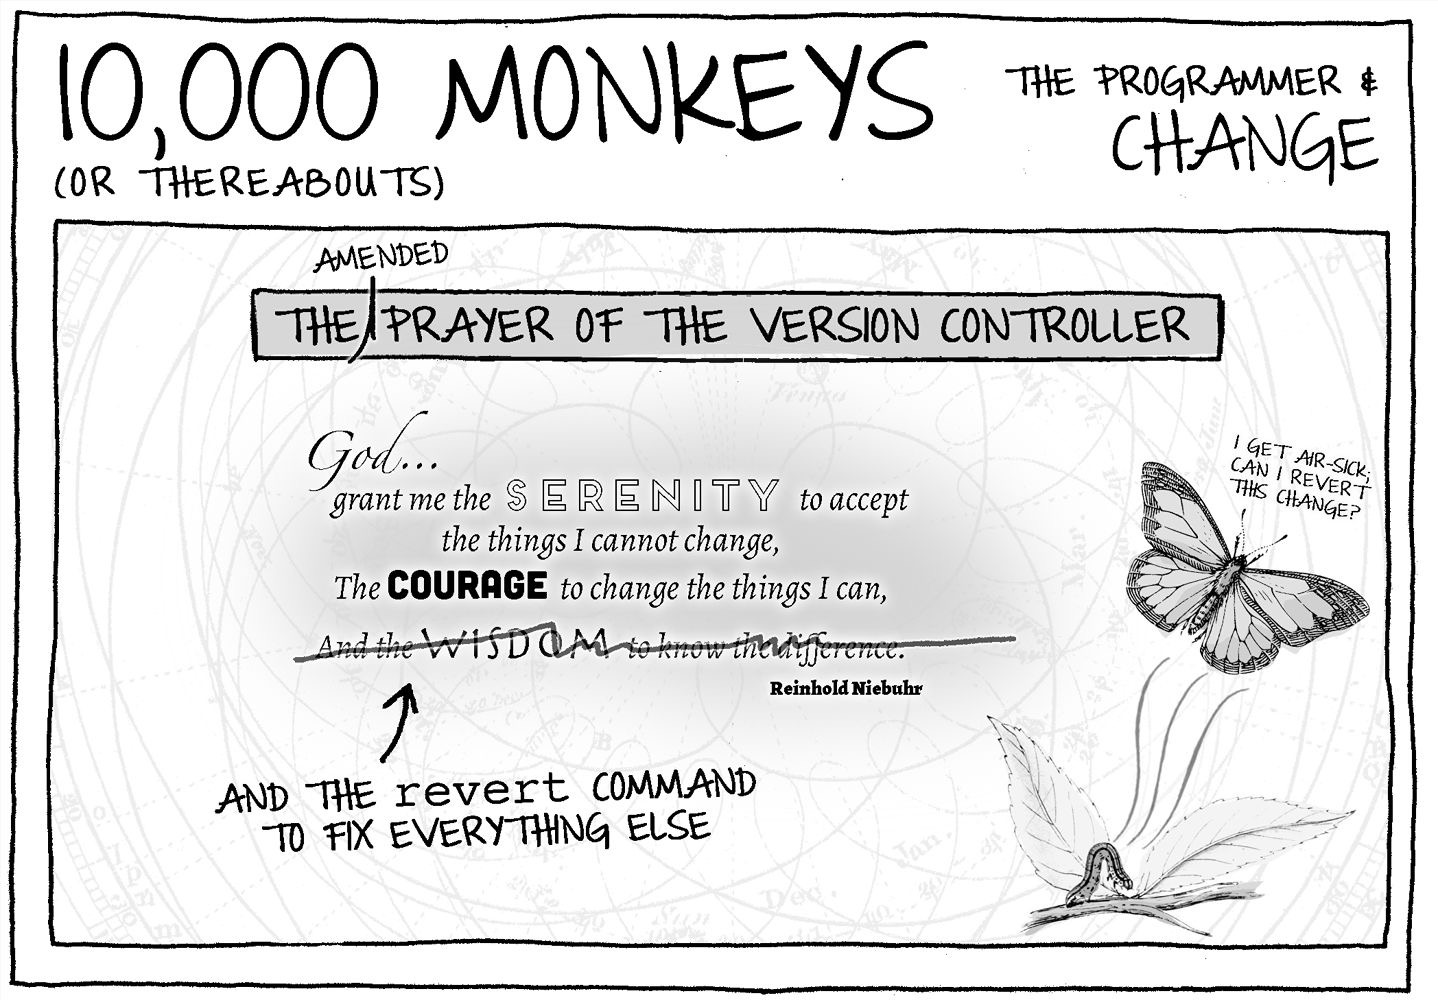 10,000 MONKEYS
(OR THEREABOUTS)
THE PROGRAMMER &
CHANGE
AMENDED
THE PRAYER OF THE VERSION CONTROLLER
God...
grant me the SERENITY to accept
the things I cannot change,
The COURAGE to change the things I can,
And the WISDOM to know the difference.
Reinhold Niebuhr
AND THE revert COMMAND
TO FIX EVERYTHING ELSE
I GET AIR-SICK;
CAN I REVERT
THIS CHANGE?